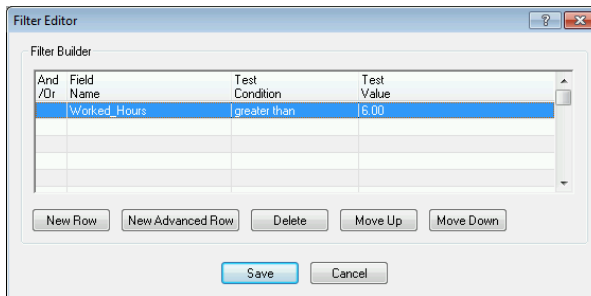 Filter Editor
Filter Builder
And Field Test Test
/Or Name Condition Value
Worked_Hours greater than 6.00
New Row New Advanced Row Delete Move Up Move Down
Save Cancel